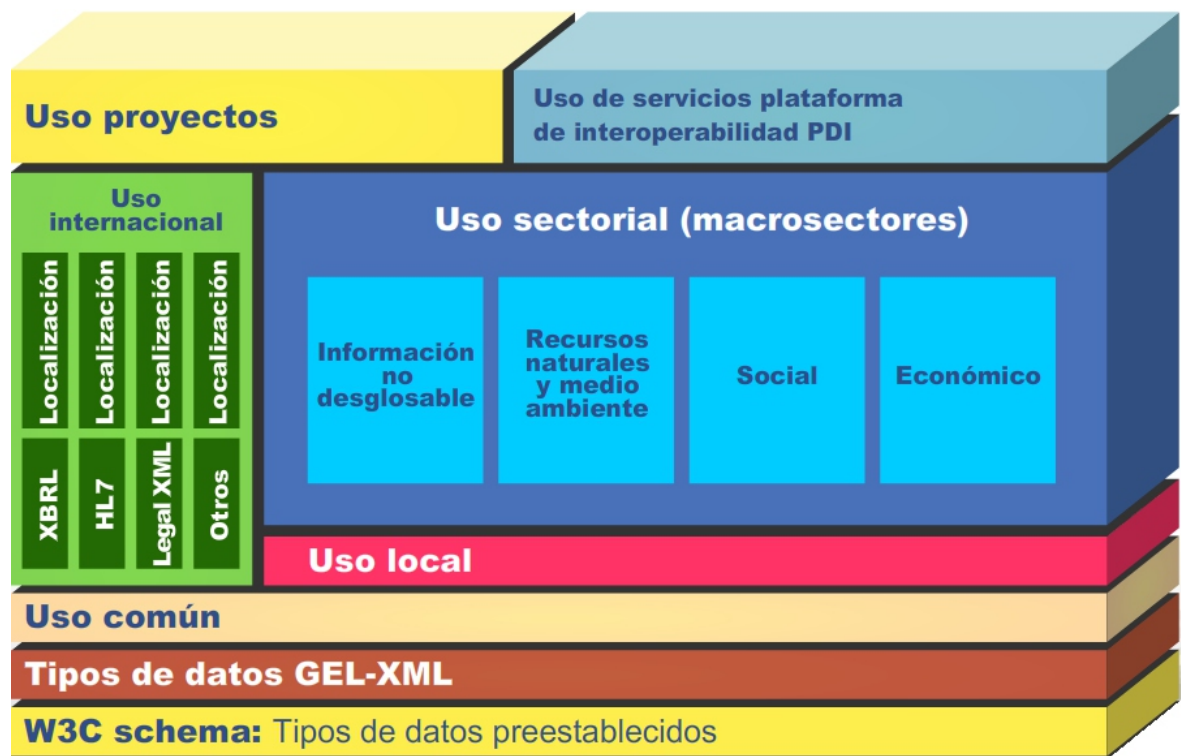 Uso proyectos
Uso de servicios plataforma
de interoperabilidad PDI
Uso
internacional
Localización
Localización
Localización
Localización
XBRL
HL7
Legal XML
Otros
Uso sectorial (macrosectores)
Información
no
desglosable
Recursos
naturales
y medio
ambiente
Social
Económico
Uso local
Uso común
Tipos de datos GEL-XML
W3C schema: Tipos de datos preestablecidos